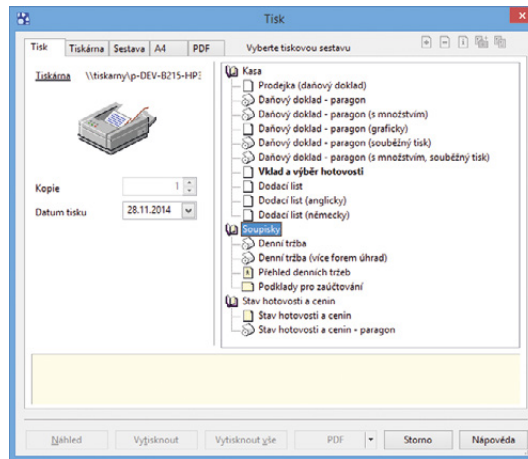 Tisk
Tisk Tiskárna Sestava A4 PDF Vyberte tiskovou sestavu
Tiskárna \\tiskarny\p-DEV-B215-HP3
Kopie 1
Datum tisku 28.11.2014
Kasa
Prodejka (daňový doklad)
Daňový doklad - paragon
Daňový doklad - paragon (s množstvím)
Daňový doklad - paragon (graficky)
Daňový doklad - paragon (souběžný tisk)
Daňový doklad - paragon (s množstvím, souběžný tisk)
Vklad a výběr hotovosti
Dodací list
Dodací list (anglicky)
Dodací list (německy)
Soupisky
Denní tržba
Denní tržba (více forem úhrad)
Přehled denních tržeb
Podklady pro zaúčtování
Stav hotovosti a cenin
Stav hotovosti a cenin
Stav hotovosti a cenin - paragon
Náhled Vytisknout Vytisknout vše PDF Storno Nápověda